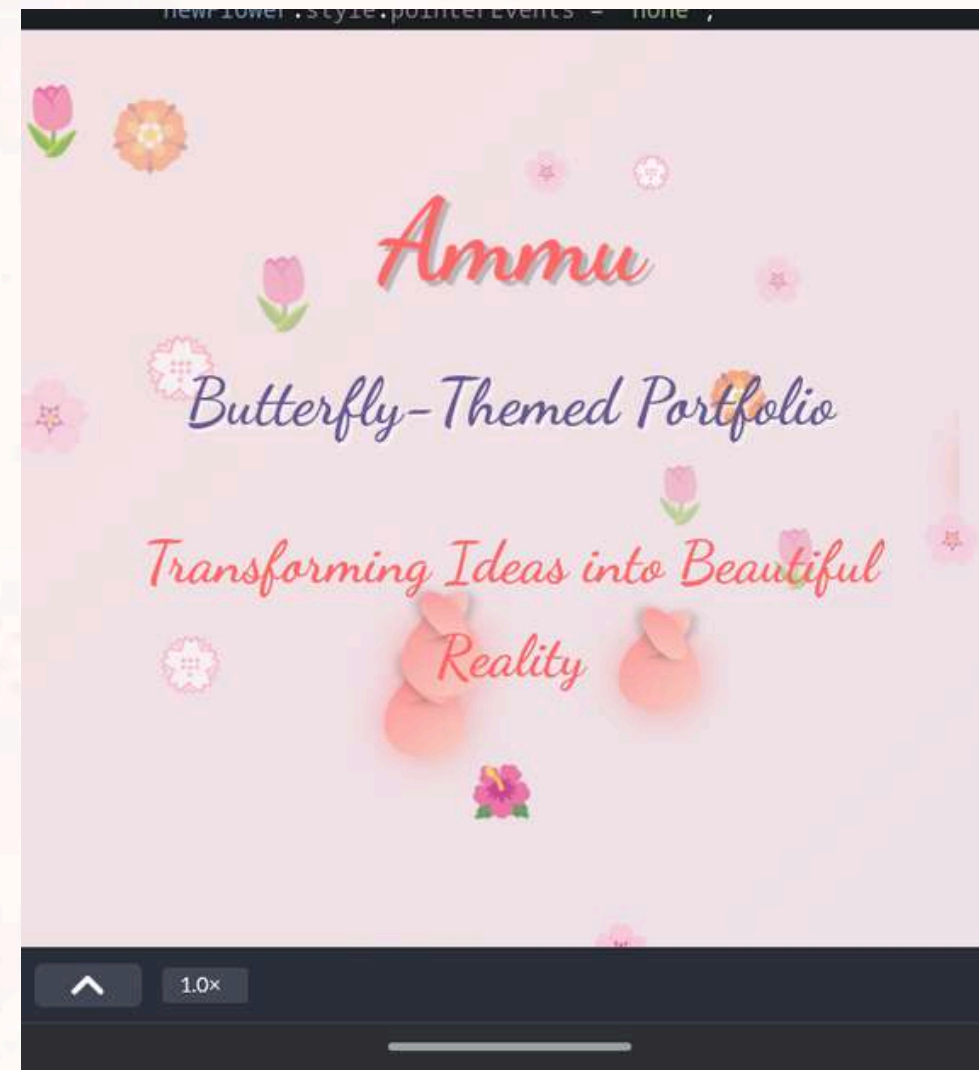 newFlower.style.pointerEvents = 'none';
Ammu
Butterfly-Themed Portfolio
Transforming Ideas into Beautiful
Reality
1.0×